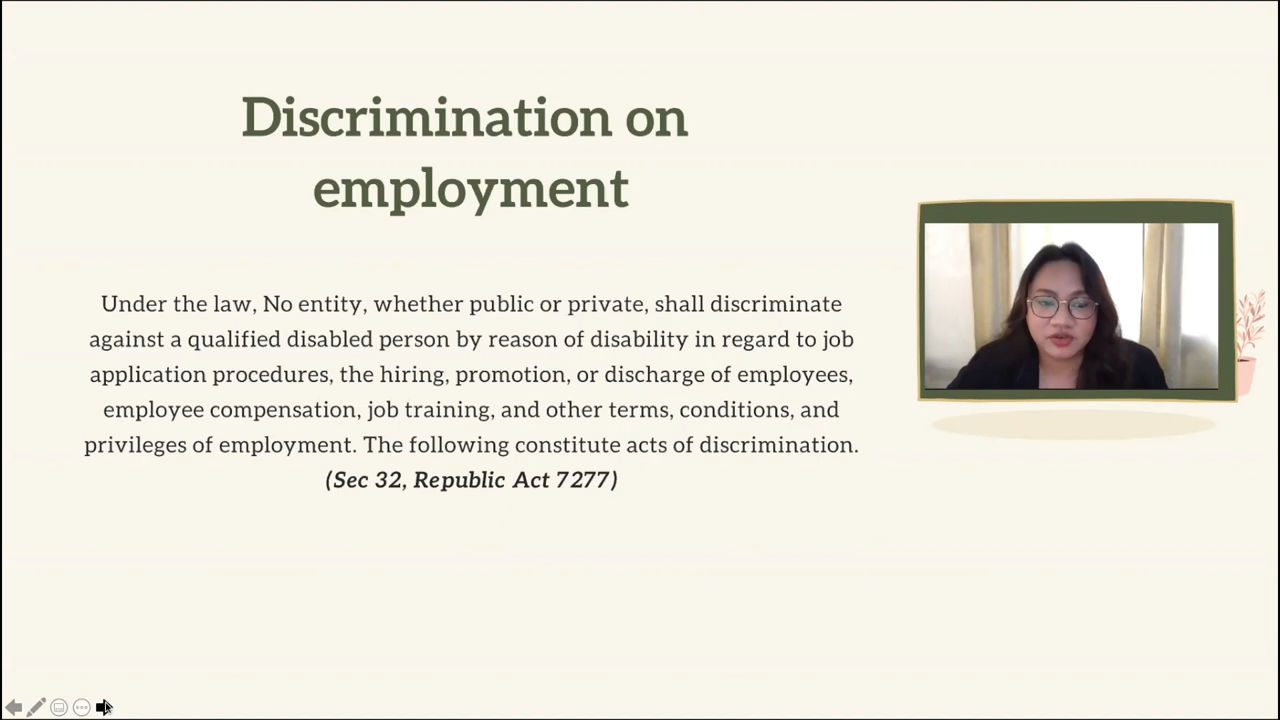 Discrimination on
employment
Under the law, No entity, whether public or private, shall discriminate
against a qualified disabled person by reason of disability in regard to job
application procedures, the hiring, promotion, or discharge of employees,
employee compensation, job training, and other terms, conditions, and
privileges of employment. The following constitute acts of discrimination.
(Sec 32, Republic Act 7277)